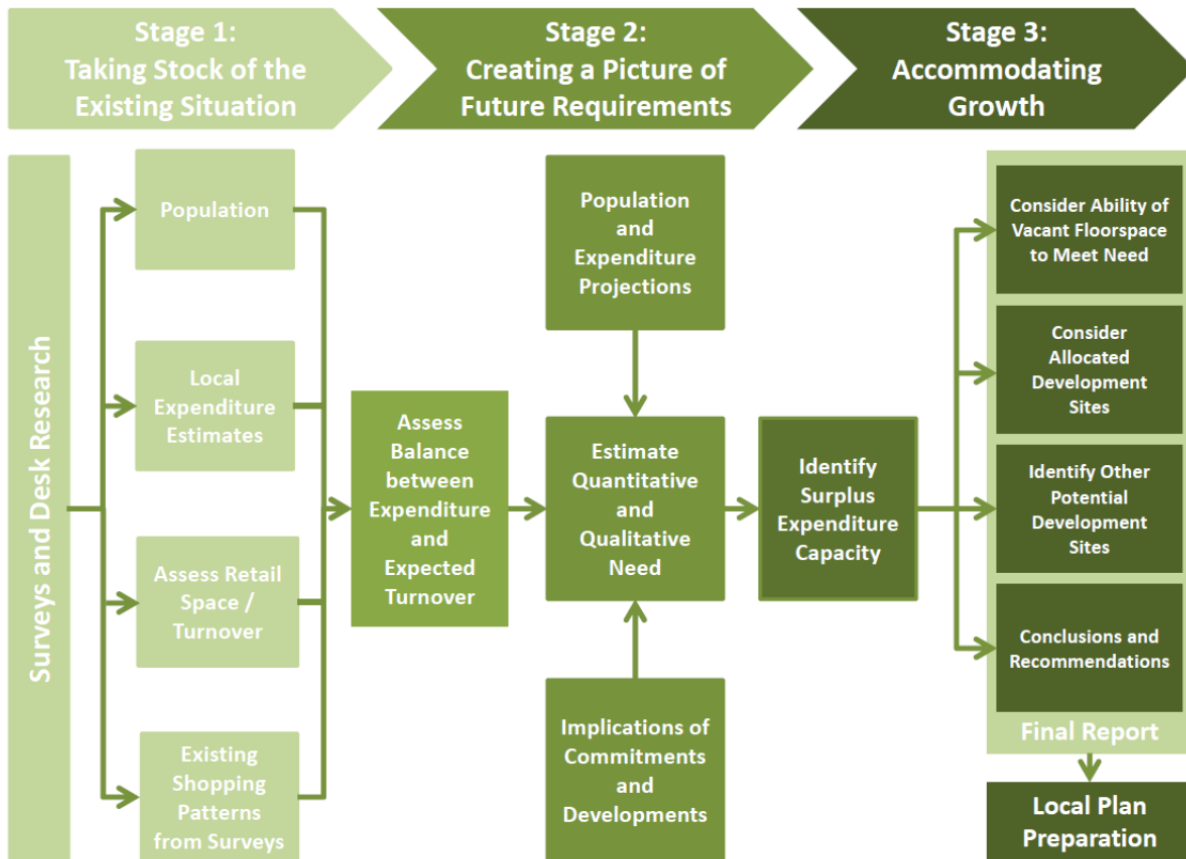 Stage 1:
Taking Stock of the
Existing Situation
Stage 2:
Creating a Picture of
Future Requirements
Stage 3:
Accommodating
Growth
Surveys and Desk Research
Population
Local
Expenditure
Estimates
Assess Retail
Space /
Turnover
Existing
Shopping
Patterns
from Surveys
Assess
Balance
between
Expenditure
and
Expected
Turnover
Population
and
Expenditure
Projections
Estimate
Quantitative
and
Qualitative
Need
Implications of
Commitments
and
Developments
Identify
Surplus
Expenditure
Capacity
Consider Ability of
Vacant Floorspace
to Meet Need
Consider
Allocated
Development
Sites
Identify Other
Potential
Development
Sites
Conclusions and
Recommendations
Final Report
Local Plan
Preparation